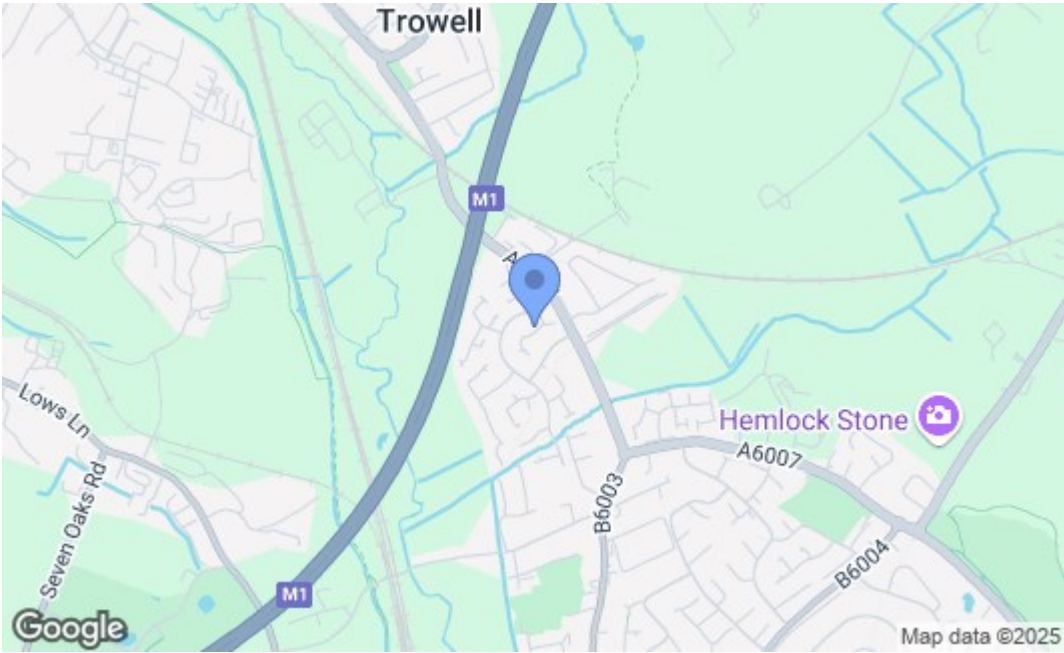 Trowell
M1
A
Hemlock Stone
A6007
Lows Ln
Seven Oaks Rd
B6003
B6004
M1
Google
Map data ©2025